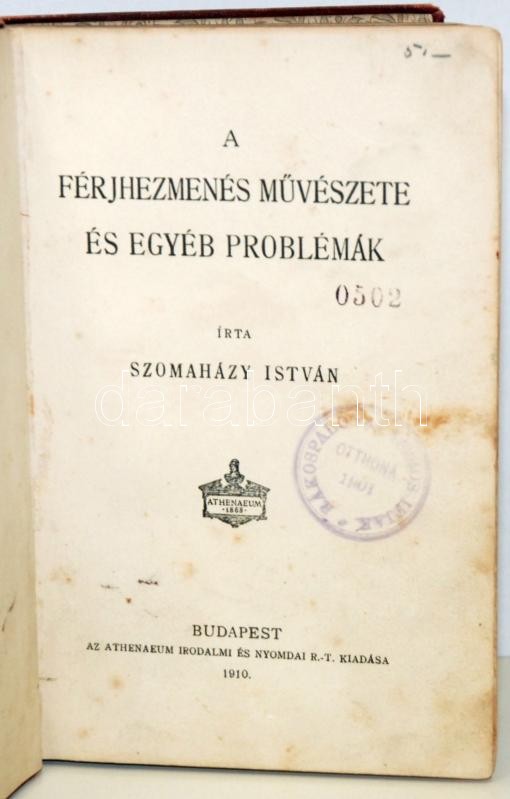 5.—
A
FÉRJHEZMENÉS MŰVÉSZETE
ÉS EGYÉB PROBLÉMÁK
0502
ÍRTA
SZOMAHÁZY ISTVÁN
darabanth
OTTHONA
ATHENAEUM
·1868·
BUDAPEST
AZ ATHENAEUM IRODALMI ÉS NYOMDAI R.-T. KIADÁSA
1910.